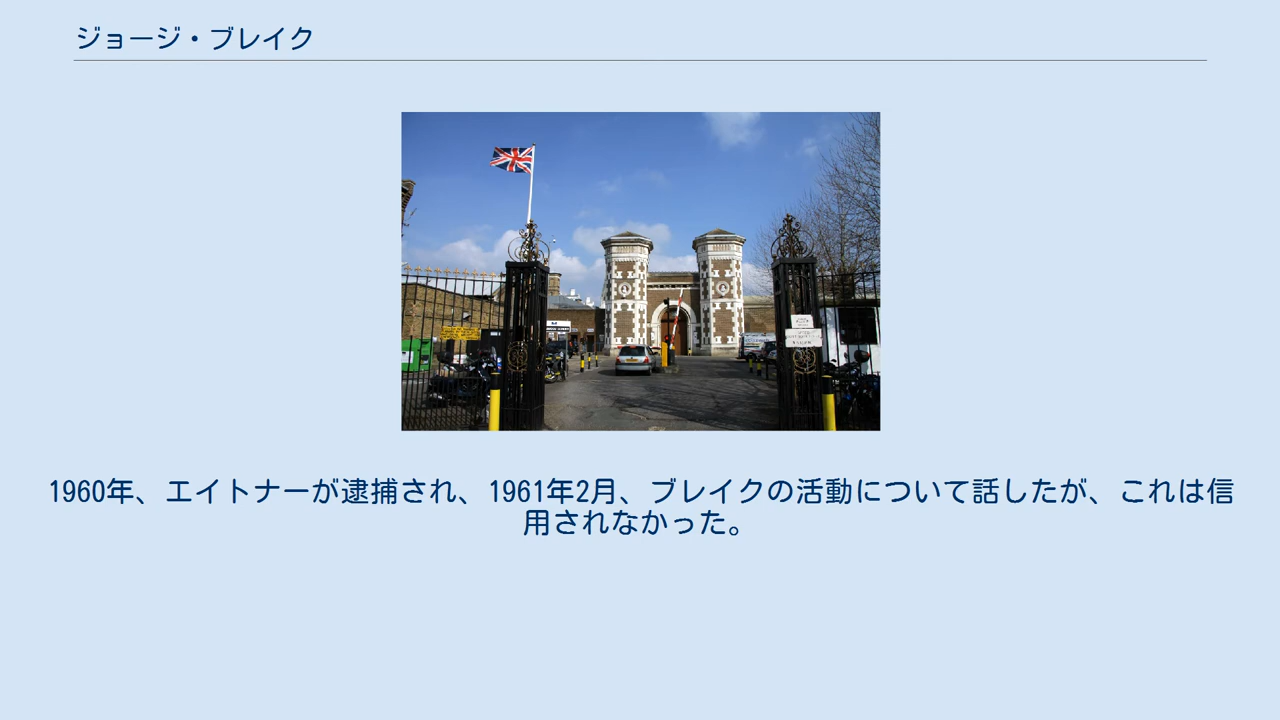 ジョージ・ブレイク
1960年、エイトナーが逮捕され、1961年2月、ブレイクの活動について話したが、これは信
用されなかった。